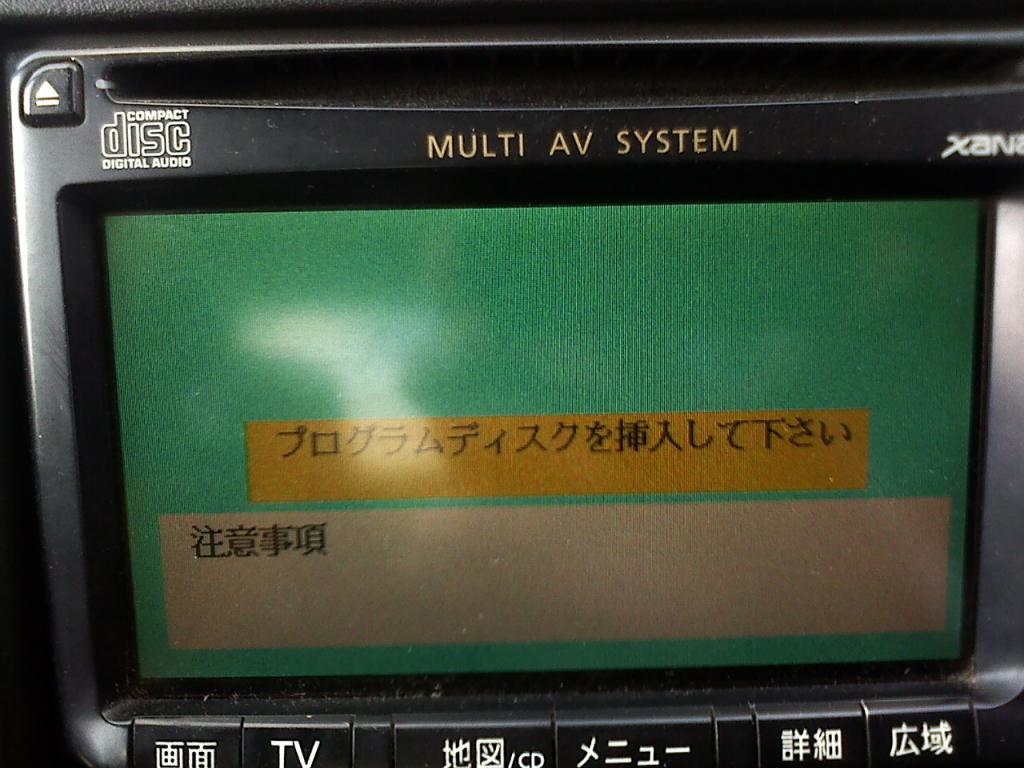 COMPACT
disc
DIGITAL AUDIO
MULTI AV SYSTEM
プログラムディスクを挿入して下さい
注意事項
画面
TV
地図/CD
メニュー
詳細
広域